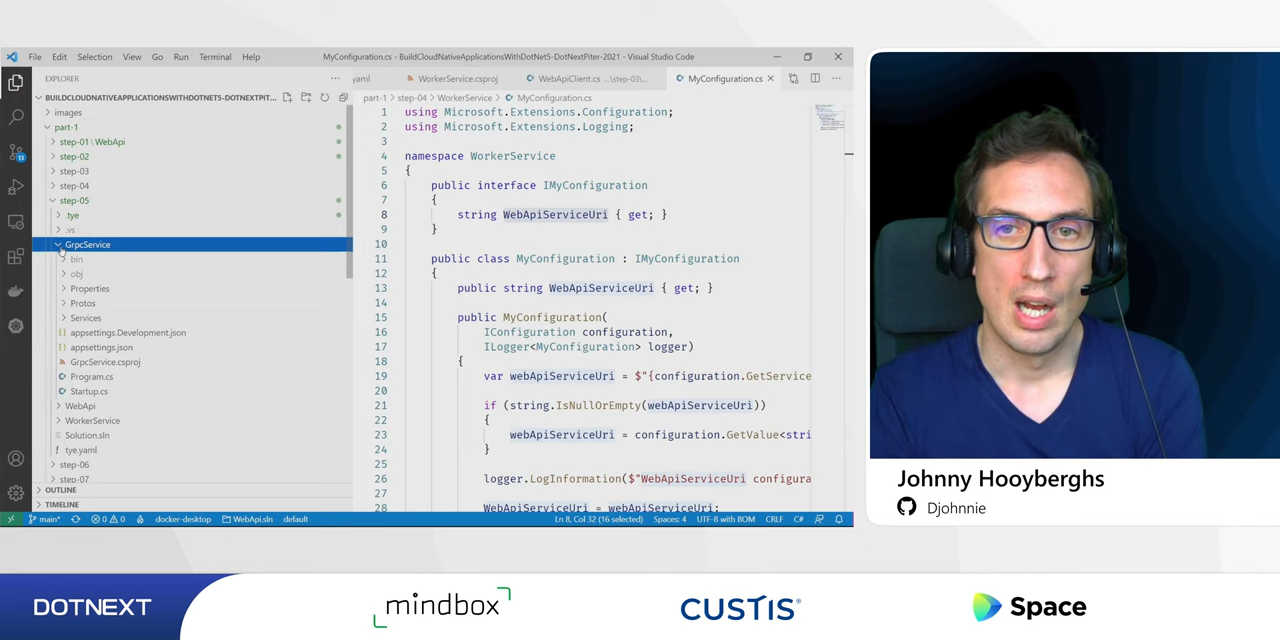 File Edit Selection View Go Run Terminal Help MyConfiguration.cs - BuildCloudNativeApplicationsWithDotNet5-DotNextPiter-2021 - Visual Studio Code
EXPLORER
BUILDCLOUDNATIVEAPPLICATIONSWITHDOTNET5-DOTNEXTPIT...
images
part-1
step-01\WebApi
step-02
step-03
step-04
step-05
.tye
.vs
GrpcService
bin
obj
Properties
Protos
Services
appsettings.Development.json
appsettings.json
GrpcService.csproj
Program.cs
Startup.cs
WebApi
WorkerService
Solution.sln
tye.yaml
step-06
step-07
OUTLINE
TIMELINE
yaml WorkerService.csproj WebApiClient.cs ...\step-03\... MyConfiguration.cs
part-1 > step-04 > WorkerService > MyConfiguration.cs
1 using Microsoft.Extensions.Configuration;
2 using Microsoft.Extensions.Logging;
3
4 namespace WorkerService
5 {
6 public interface IMyConfiguration
7 {
8 string WebApiServiceUri { get; }
9 }
10
11 public class MyConfiguration : IMyConfiguration
12 {
13 public string WebApiServiceUri { get; }
14
15 public MyConfiguration(
16 IConfiguration configuration,
17 ILogger<MyConfiguration> logger)
18 {
19 var webApiServiceUri = $"{configuration.GetService
20
21 if (string.IsNullOrEmpty(webApiServiceUri))
22 {
23 webApiServiceUri = configuration.GetValue<stri
24 }
25
26 logger.LogInformation($"WebApiServiceUri configura
27
28 WebApiServiceUri = webApiServiceUri;
13
main* 0 0 docker-desktop WebApi.sln default Ln 8, Col 32 (16 selected) Spaces: 4 UTF-8 with BOM CRLF C#
Johnny Hooyberghs
Djohnnie
DOTNEXT
mindbox
CUSTIS®
Space